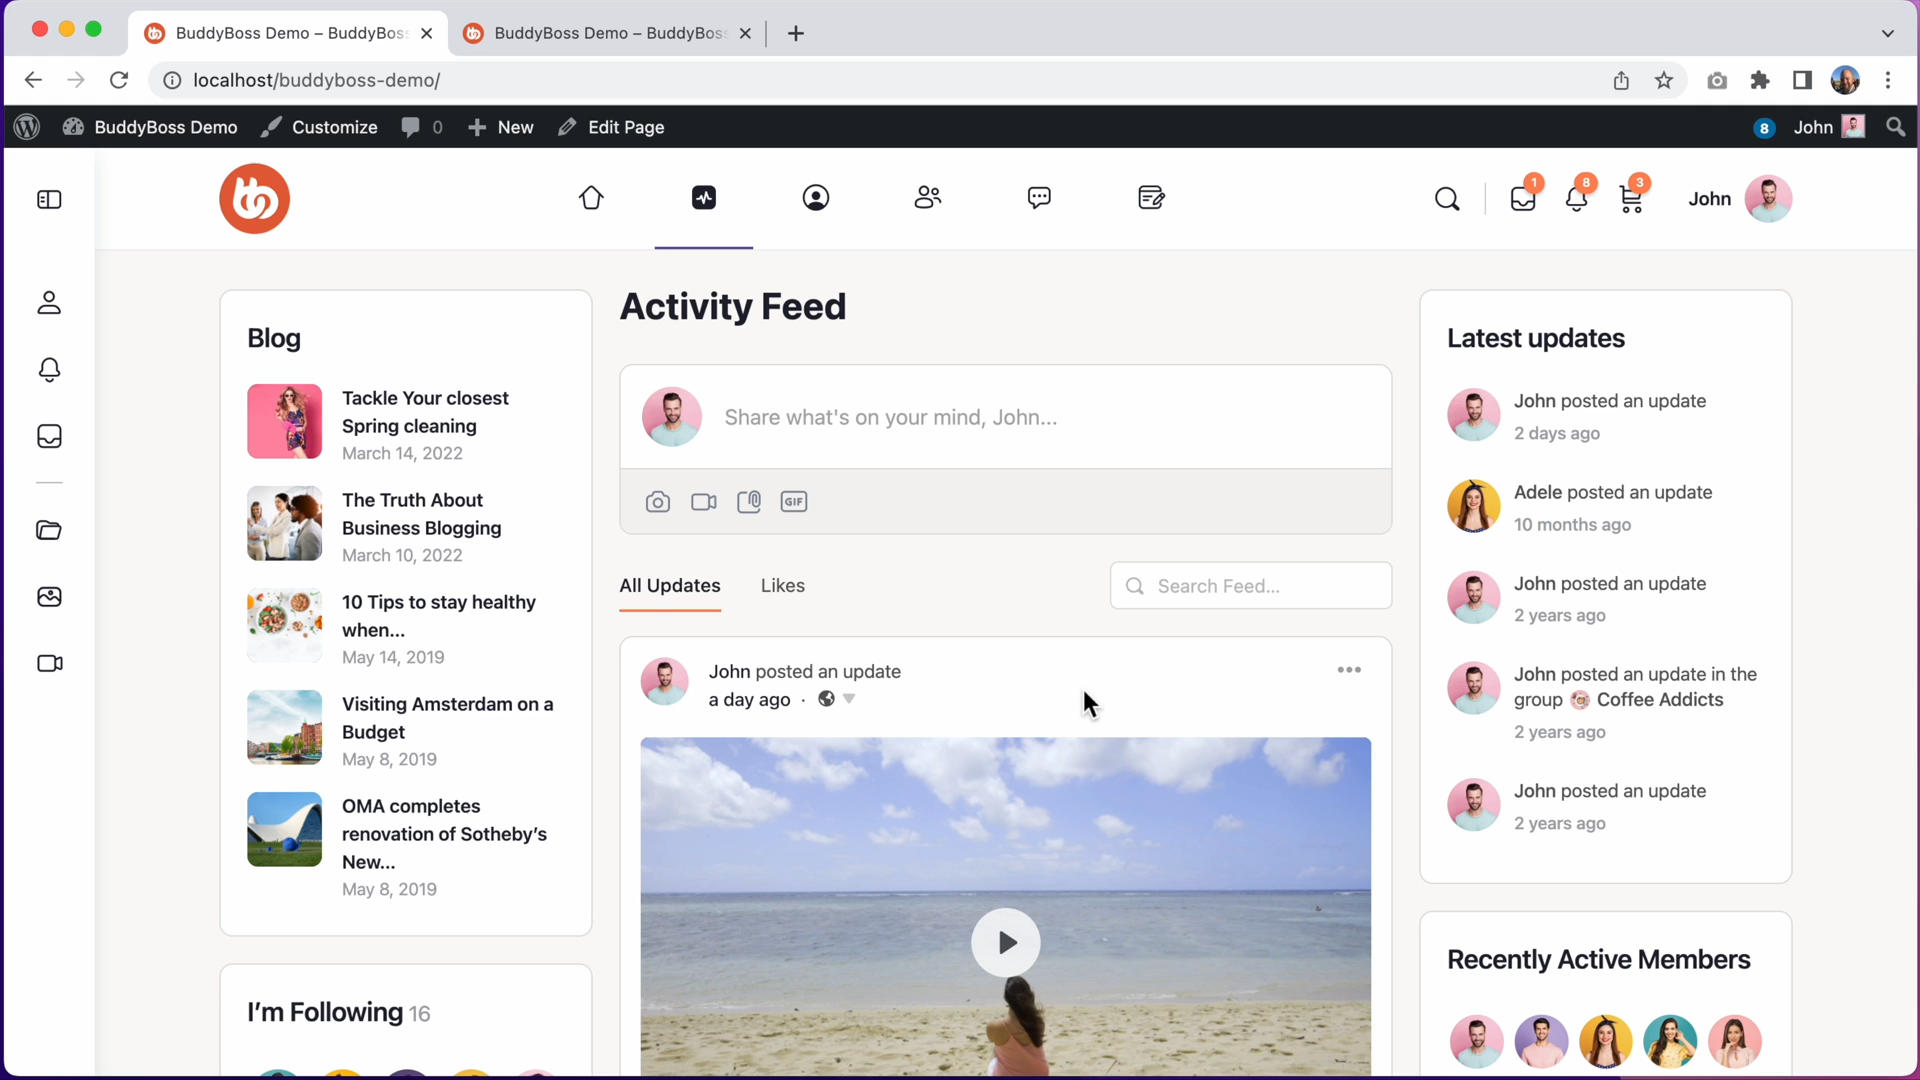 BuddyBoss Demo – BuddyBoss
BuddyBoss Demo – BuddyBoss
localhost/buddyboss-demo/
BuddyBoss Demo
Customize
0
New
Edit Page
8
John
1
8
3
John
Blog
Tackle Your closest
Spring cleaning
March 14, 2022
The Truth About
Business Blogging
March 10, 2022
10 Tips to stay healthy
when...
May 14, 2019
Visiting Amsterdam on a
Budget
May 8, 2019
OMA completes
renovation of Sotheby’s
New...
May 8, 2019
I’m Following 16
Activity Feed
Share what's on your mind, John...
GIF
All Updates
Likes
Search Feed...
John posted an update
a day ago ·
Latest updates
John posted an update
2 days ago
Adele posted an update
10 months ago
John posted an update
2 years ago
John posted an update in the
group Coffee Addicts
2 years ago
John posted an update
2 years ago
Recently Active Members